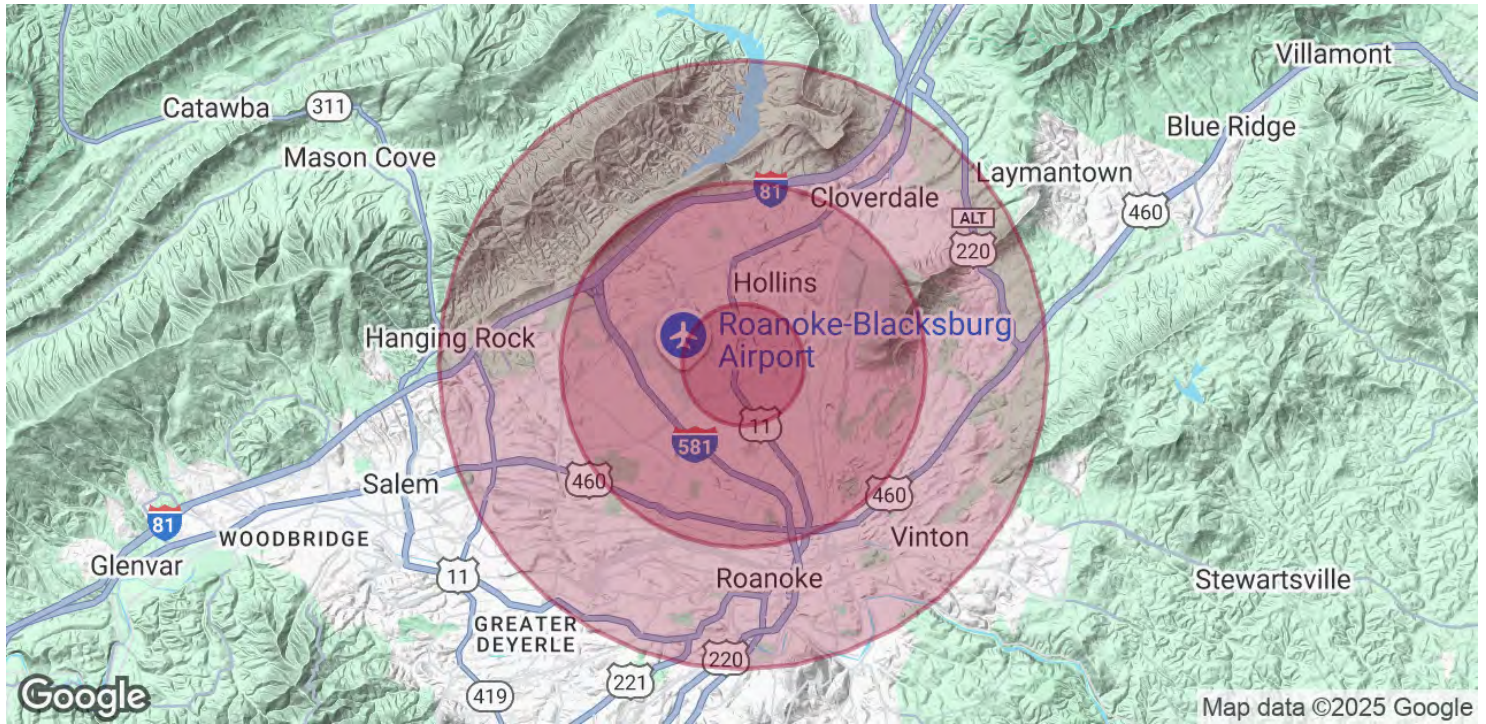 Villamont
Catawba
311
Blue Ridge
Mason Cove
Laymantown
81
Cloverdale
460
ALT
220
Hollins
Roanoke-Blacksburg
Airport
Hanging Rock
11
581
460
Salem
460
81
WOODBRIDGE
Vinton
Glenvar
11
Roanoke
Stewartsville
GREATER
DEYERLE
220
221
419
Google
Map data ©2025 Google